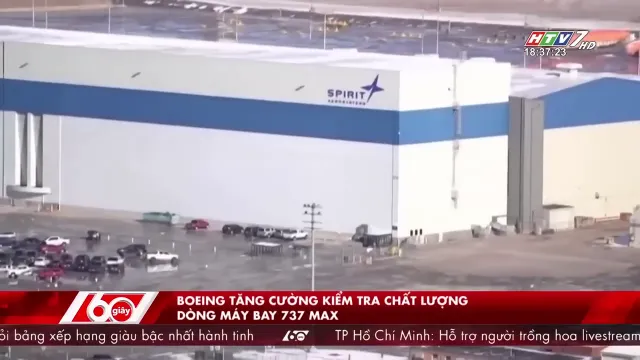 HTV7 HD
18:37:23
SPIRIT
AEROSYSTEMS
60 giây
BOEING TĂNG CƯỜNG KIỂM TRA CHẤT LƯỢNG
DÒNG MÁY BAY 737 MAX
ỏi bảng xếp hạng giàu bậc nhất hành tinh
TP Hồ Chí Minh: Hỗ trợ người trồng hoa livestream